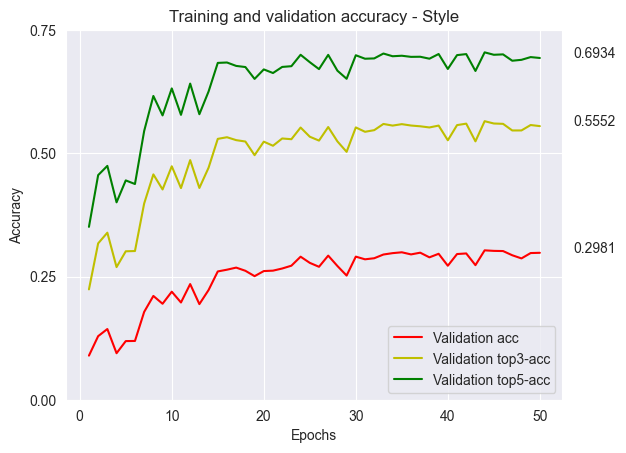 Training and validation accuracy - Style
0.75
0.50
0.25
0.00
Accuracy
0.6934
0.5552
0.2981
Validation acc
Validation top3-acc
Validation top5-acc
0 10 20 30 40 50
Epochs